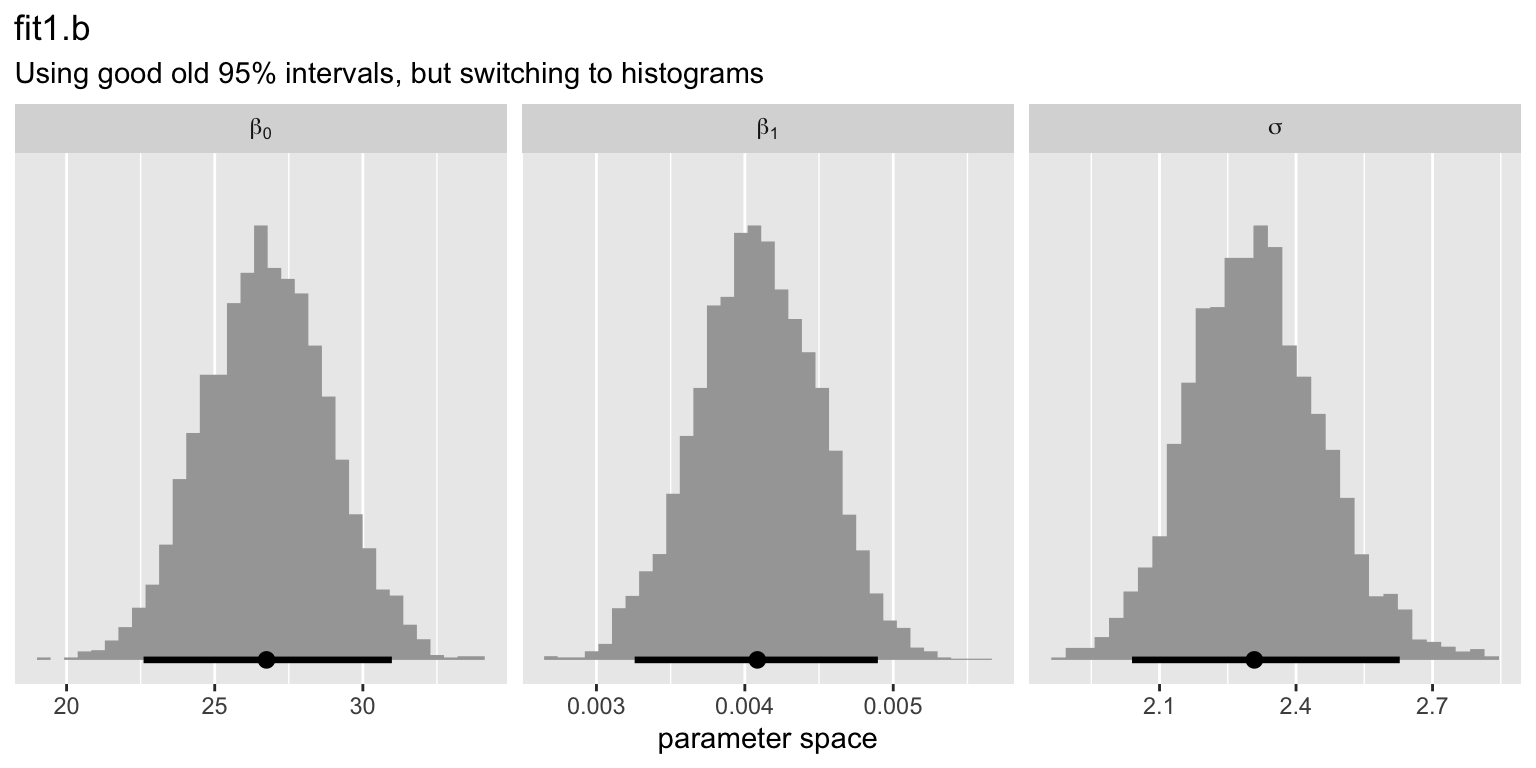 fit1.b
Using good old 95% intervals, but switching to histograms
β₀ β₁ σ
20 25 30 0.003 0.004 0.005 2.1 2.4 2.7
parameter space